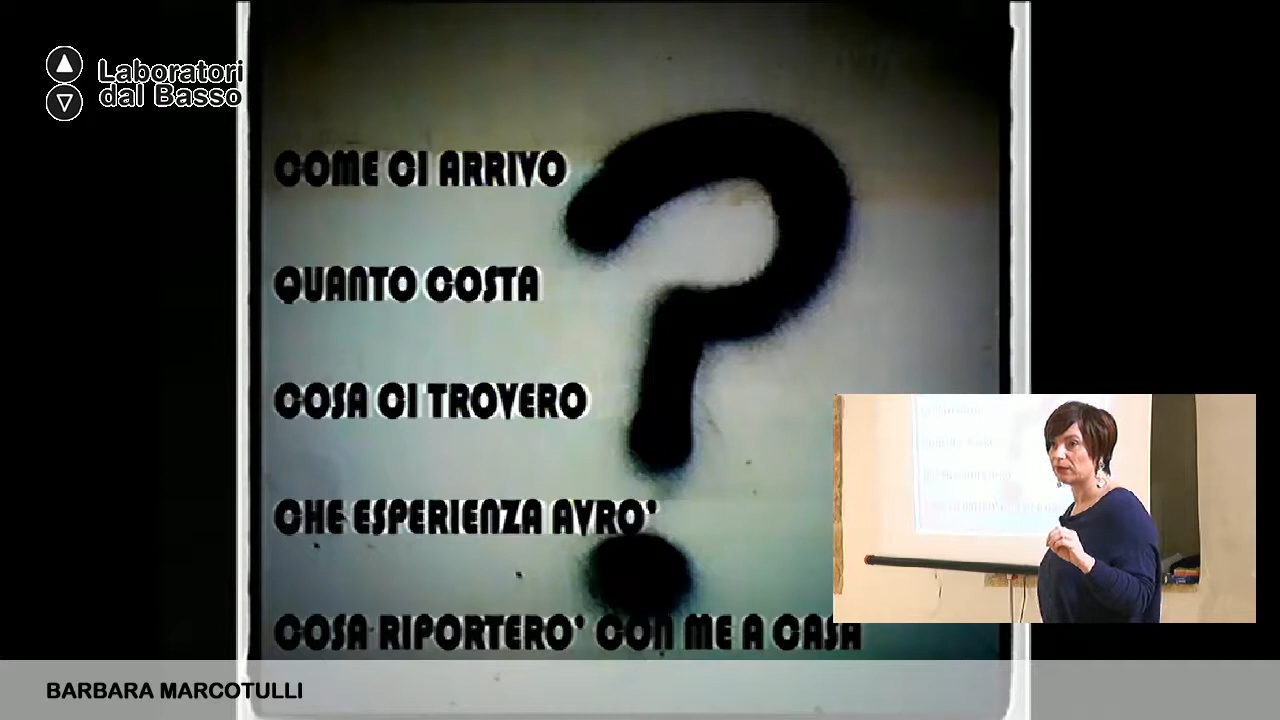 Laboratori
dal Basso
COME CI ARRIVO
QUANTO COSTA
COSA CI TROVERO
CHE ESPERIENZA AVRO'
COSA RIPORTERO' CON ME A CASA
BARBARA MARCOTULLI